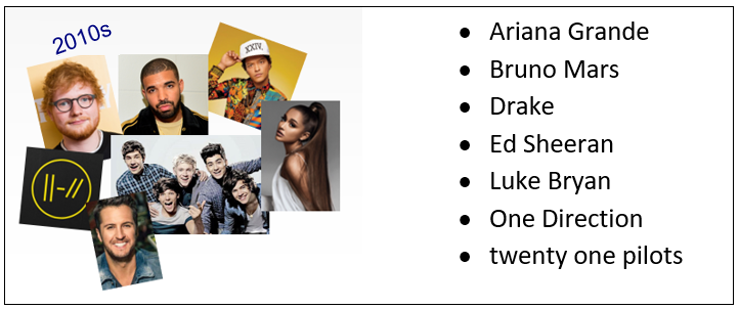 2010s
XXIV.
• Ariana Grande
• Bruno Mars
• Drake
• Ed Sheeran
• Luke Bryan
• One Direction
• twenty one pilots